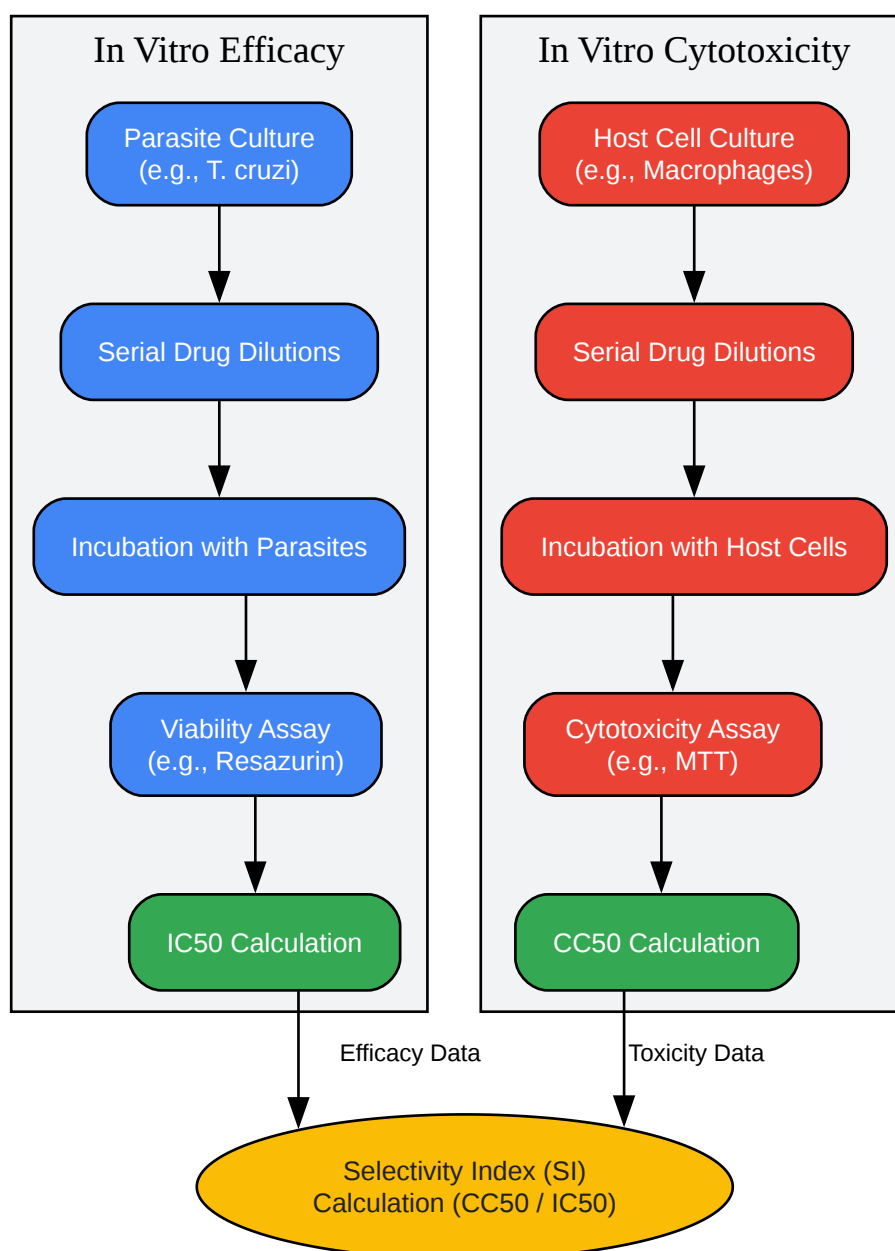 In Vitro Efficacy
Parasite Culture
(e.g., T. cruzi)
Serial Drug Dilutions
Incubation with Parasites
Viability Assay
(e.g., Resazurin)
IC50 Calculation
Efficacy Data
In Vitro Cytotoxicity
Host Cell Culture
(e.g., Macrophages)
Serial Drug Dilutions
Incubation with Host Cells
Cytotoxicity Assay
(e.g., MTT)
CC50 Calculation
Toxicity Data
Selectivity Index (SI)
Calculation (CC50 / IC50)